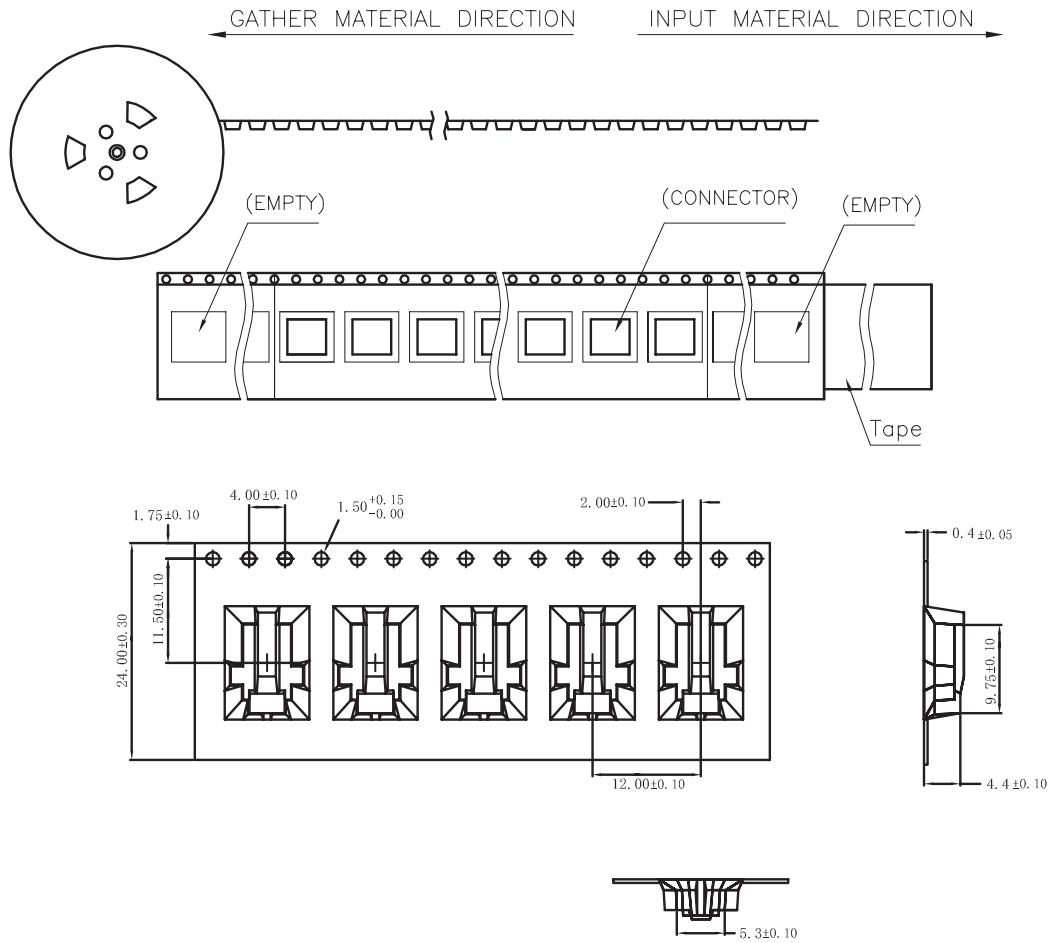 GATHER MATERIAL DIRECTION
INPUT MATERIAL DIRECTION
(EMPTY)
(CONNECTOR)
(EMPTY)
Tape
4.00±0.10
1.50+0.15
-0.00
2.00±0.10
1.75±0.10
0.4±0.05
11.50±0.10
24.00±0.30
9.75±0.10
12.00±0.10
4.4±0.10
5.3±0.10